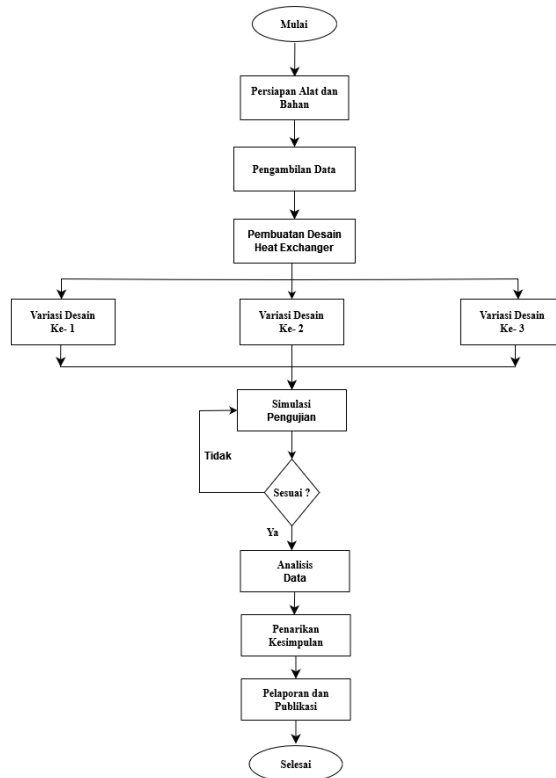 Mulai
Persiapan Alat dan
Bahan
Pengambilan Data
Pembuatan Desain
Heat Exchanger
Variasi Desain
Ke- 1
Variasi Desain
Ke- 2
Variasi Desain
Ke- 3
Simulasi
Pengujian
Tidak
Sesuai ?
Ya
Analisis
Data
Penarikan
Kesimpulan
Pelaporan dan
Publikasi
Selesai